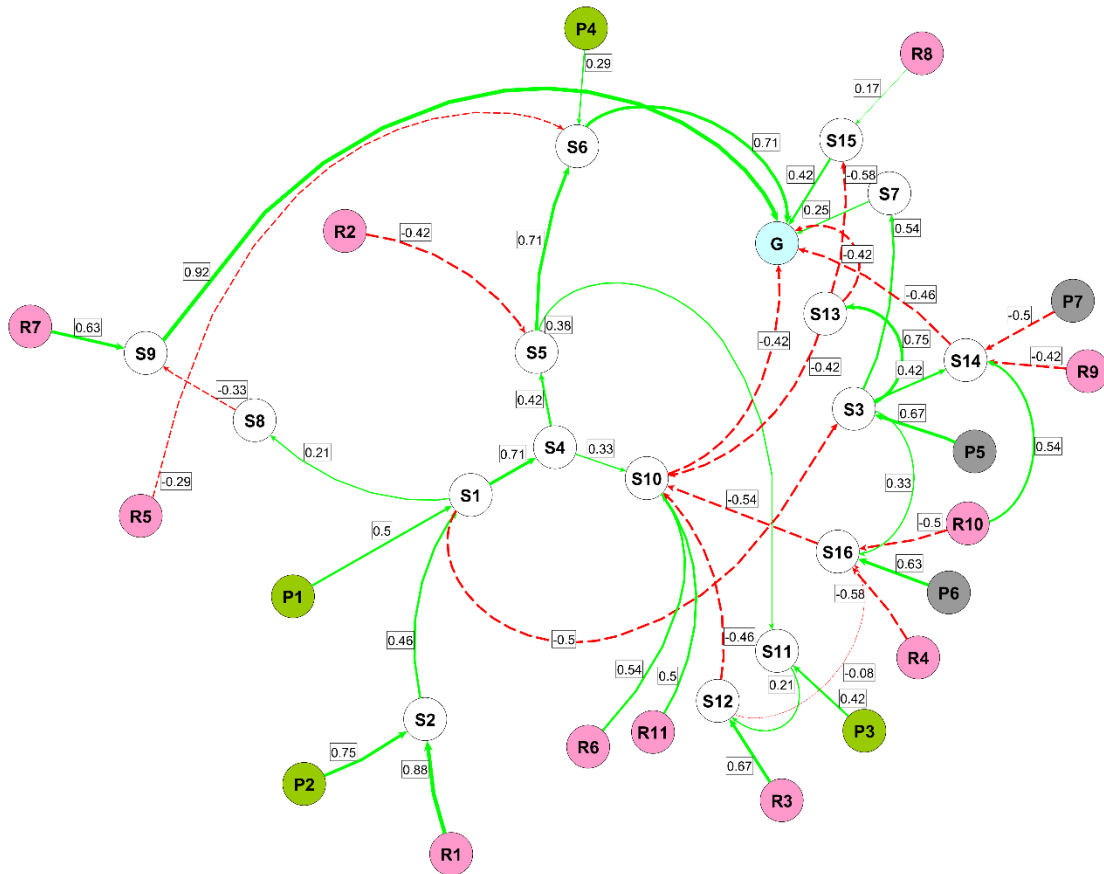 P4
R8
0.29
0.17
S15
S6
0.71
-0.58
0.42
S7
R2
0.25
0.54
-0.42
G
-0.42
0.92
0.71
-0.46
P7
S13
-0.5
R7
0.63
0.38
0.75
S9
S5
-0.42
S14
-0.42
R9
-0.42
0.42
-0.33
0.42
S3
0.67
S8
0.21
S4
0.33
0.54
P5
0.71
-0.29
S1
S10
0.33
-0.54
R5
0.5
-0.5
R10
S16
0.63
P1
-0.58
P6
0.46
-0.5
-0.46
S11
R4
0.54
0.5
-0.08
0.21
S12
0.42
S2
P3
R6
R11
0.75
0.88
0.67
P2
R3
R1